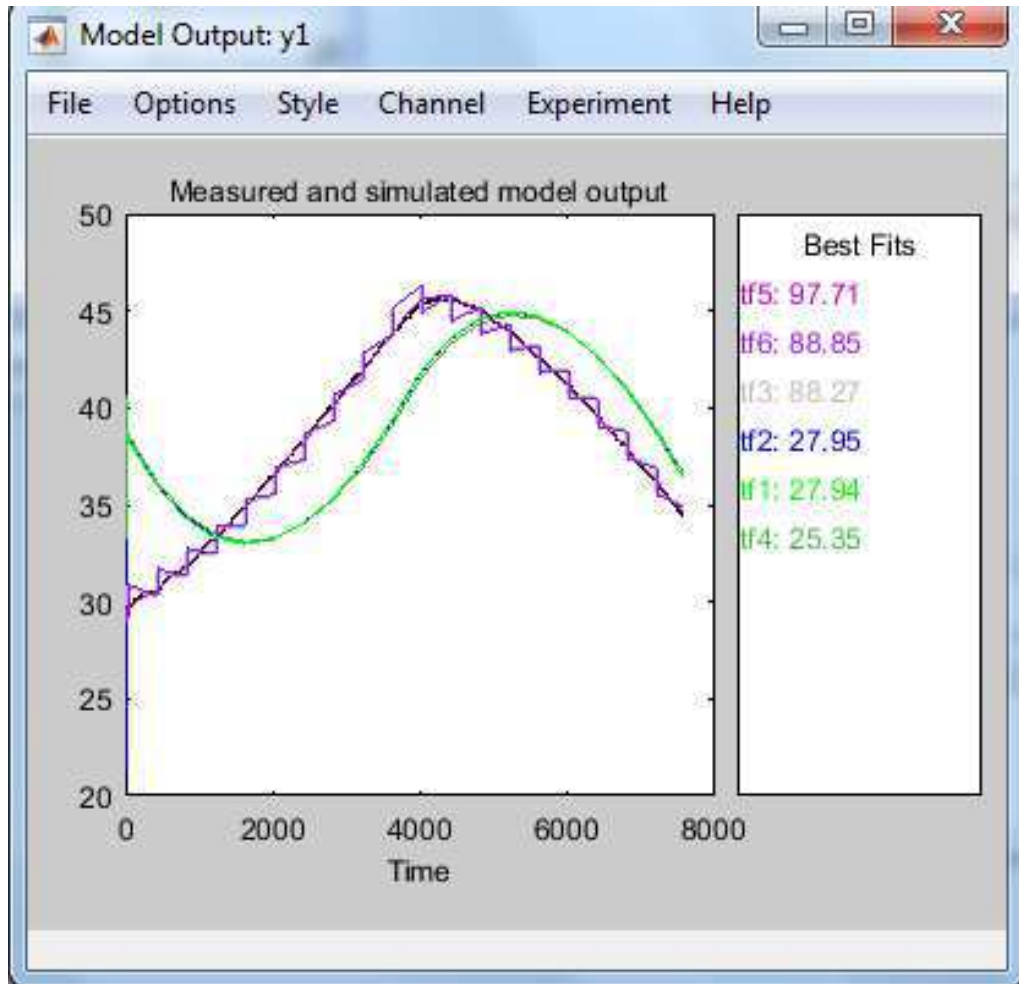 Model Output: y1
File Options Style Channel Experiment Help
Measured and simulated model output
50
45
40
35
30
25
20
0 2000 4000 6000 8000
Time
Best Fits
tf5: 97.71
tf6: 88.85
tf3: 88.27
tf2: 27.95
tf1: 27.94
tf4: 25.35